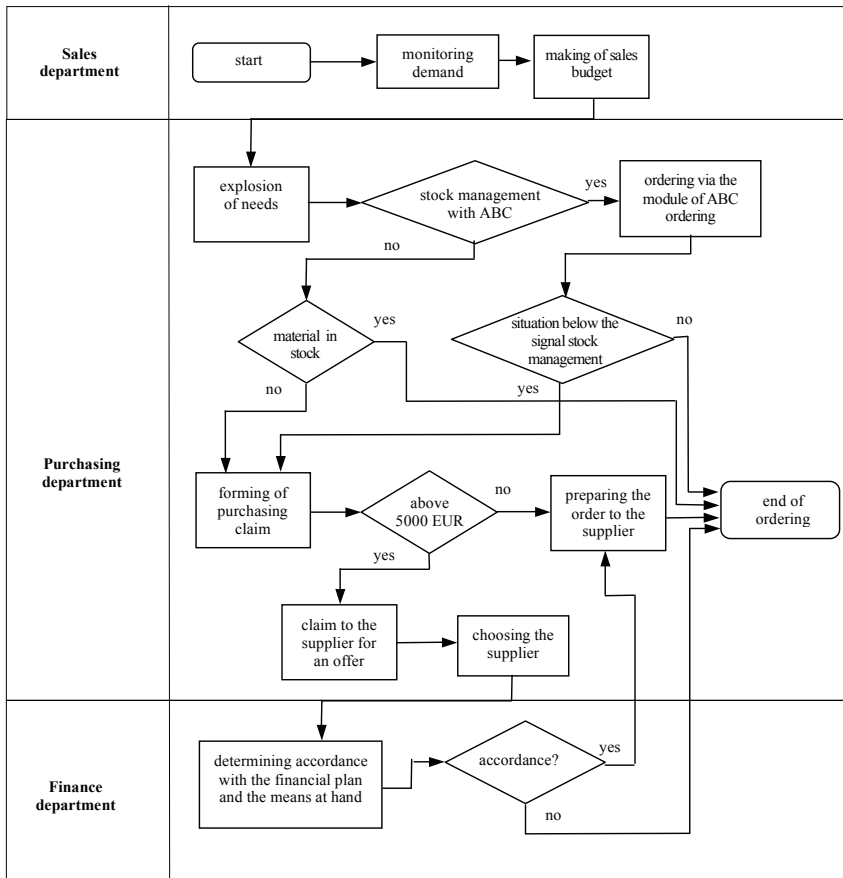 Sales
department
start
monitoring
demand
making of sales
budget
Purchasing
department
explosion
of needs
stock management
with ABC
yes
ordering via the
module of ABC
ordering
no
material in
stock
yes
situation below the
signal stock
management
no
no
yes
forming of
purchasing
claim
above
5000 EUR
no
preparing the
order to the
supplier
end of
ordering
yes
claim to the
supplier for
an offer
choosing the
supplier
Finance
department
determining accordance
with the financial plan
and the means at hand
accordance?
yes
no